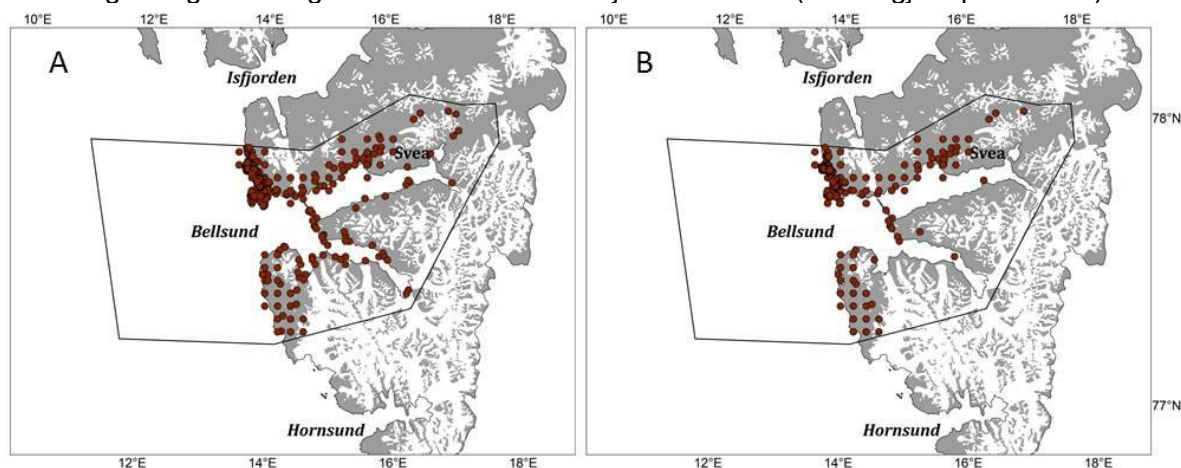 10°E 12°E 14°E 16°E 18°E 10°E 12°E 14°E 16°E 18°E
A Isfjorden B Isfjorden
78°N
Svea Svea
Bellsund Bellsund
77°N
Hornsund Hornsund
12°E 14°E 16°E 18°E 12°E 14°E 16°E 18°E